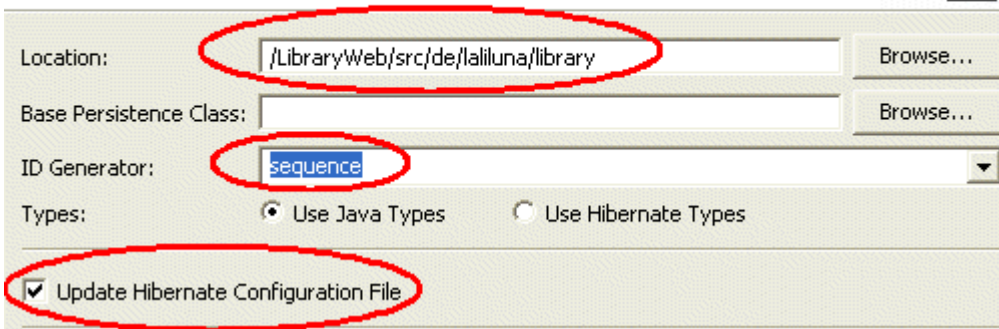 Location: /LibraryWeb/src/de/laliluna/library Browse...
Base Persistence Class: Browse...
ID Generator: sequence
Types: Use Java Types Use Hibernate Types
Update Hibernate Configuration File